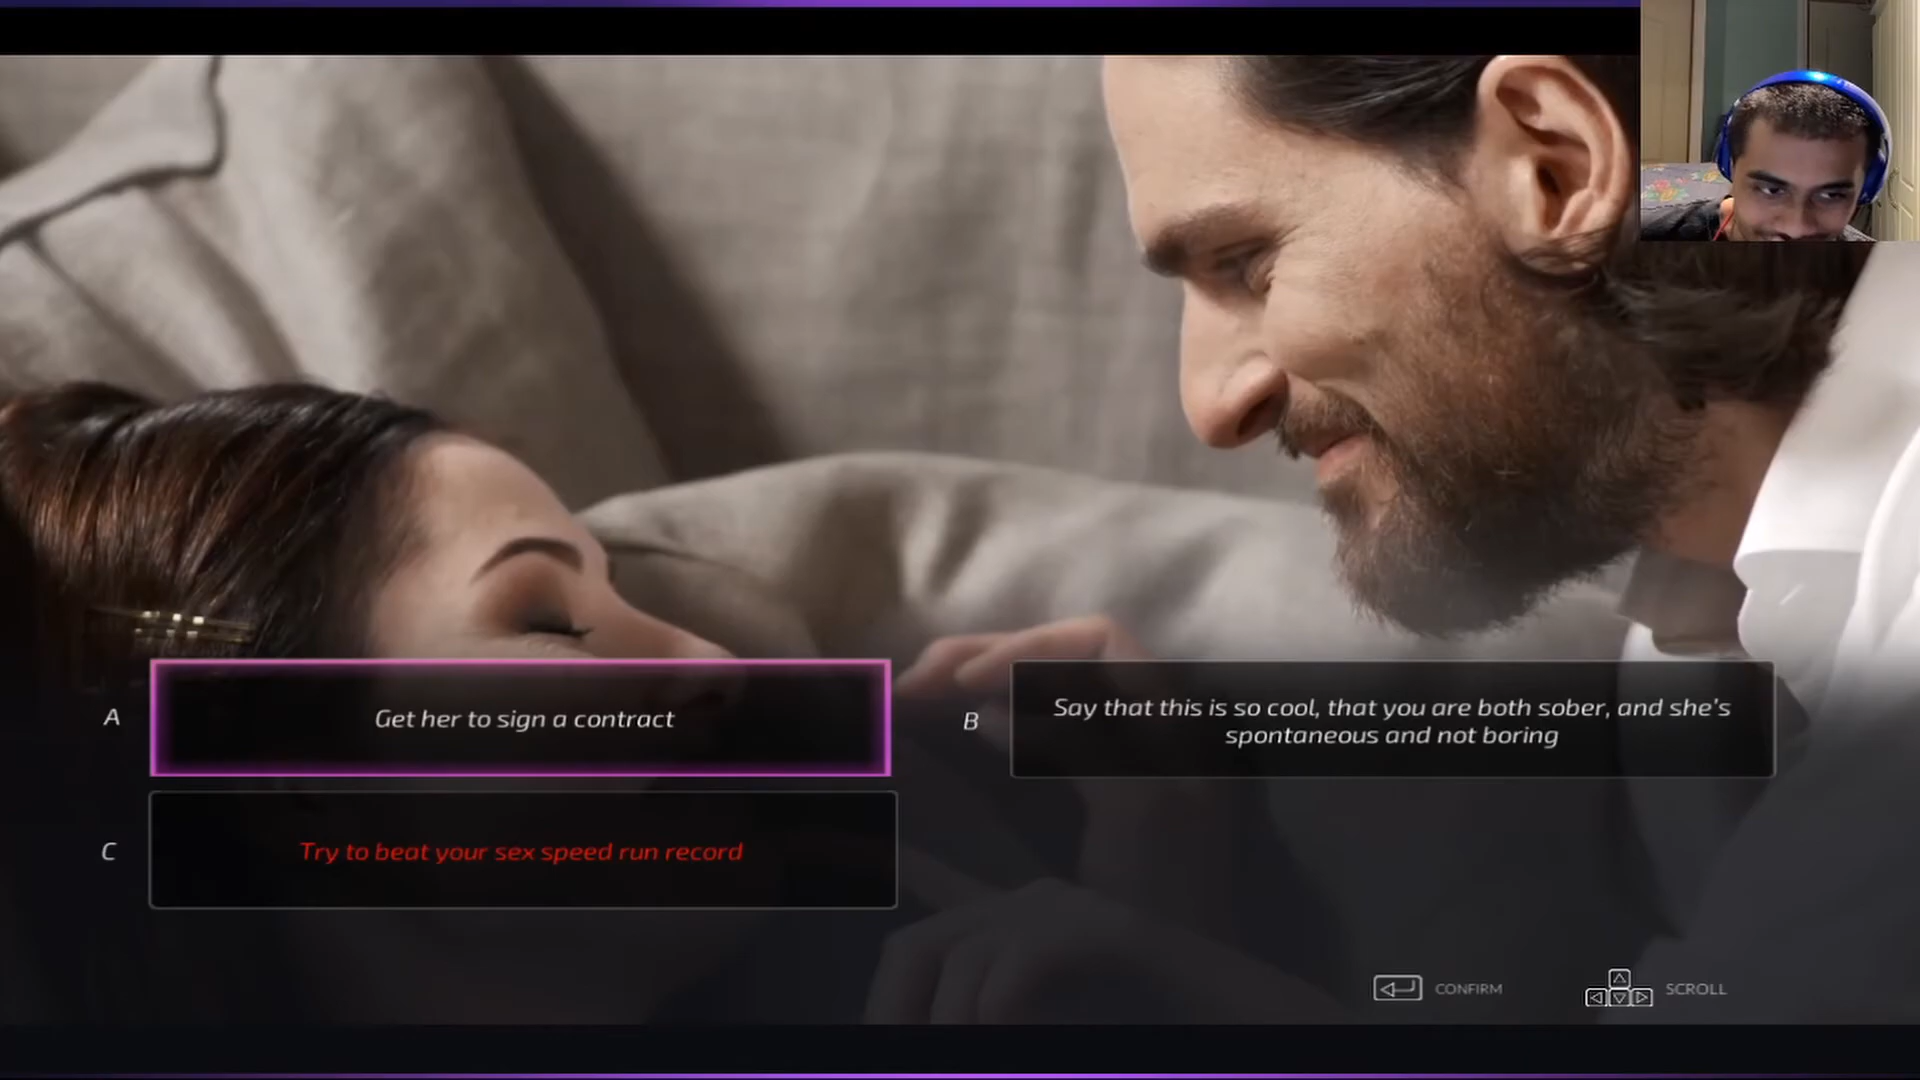 A
Get her to sign a contract
B
Say that this is so cool, that you are both sober, and she's
spontaneous and not boring
C
Try to beat your sex speed run record
CONFIRM
SCROLL